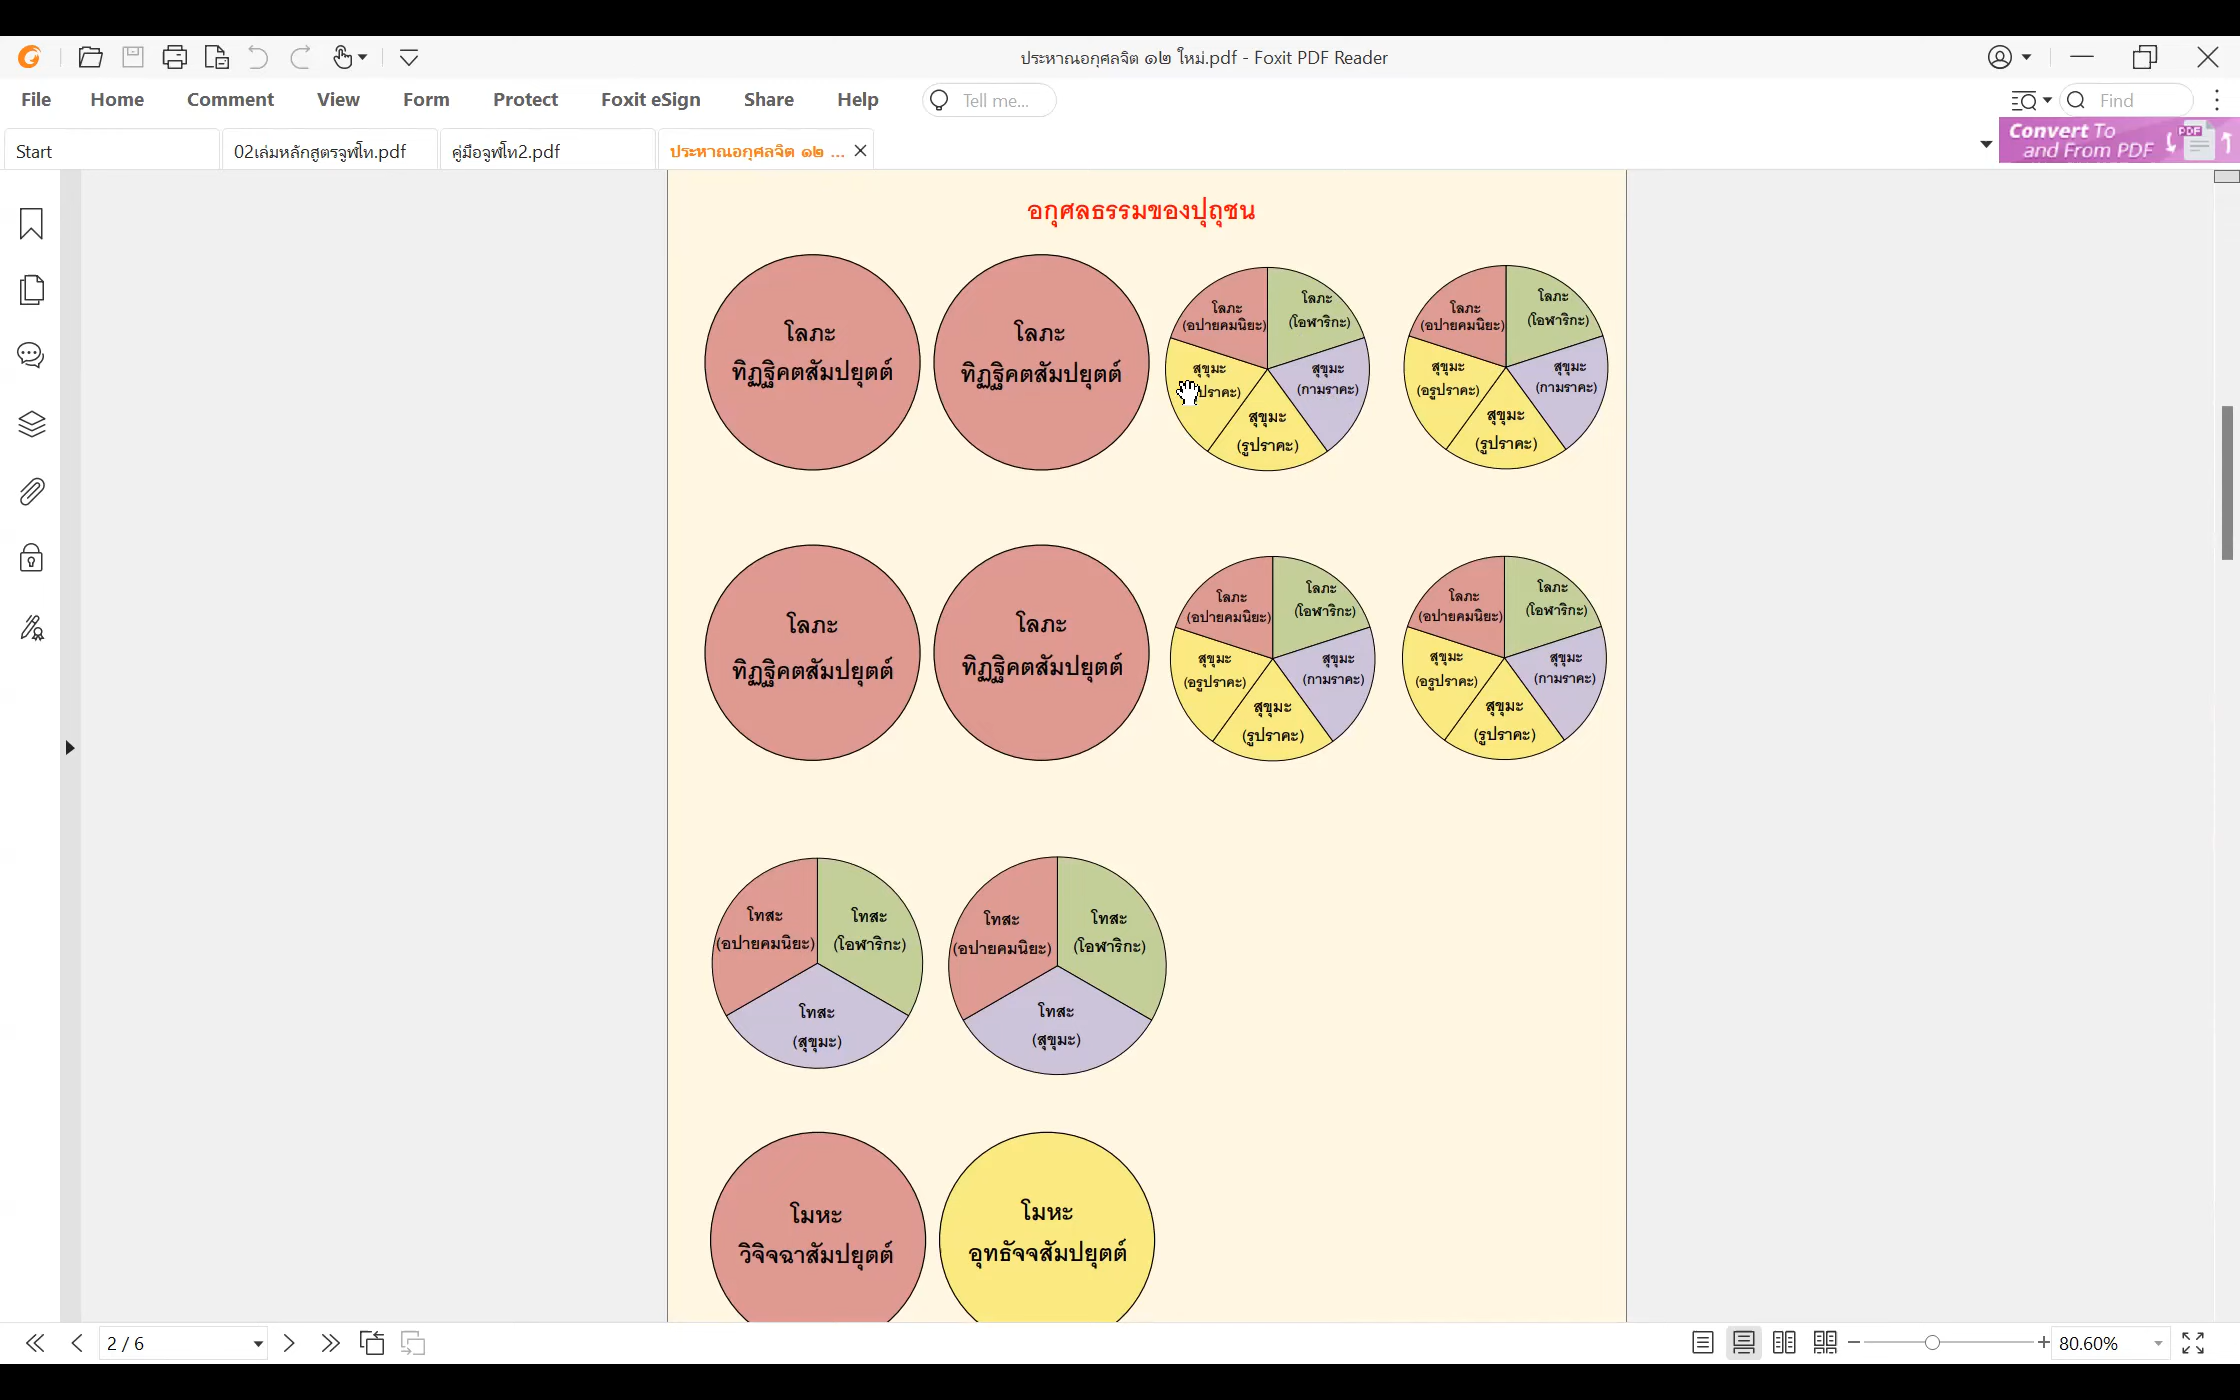 ประหาณอกุศลจิต ๑๒ ใหม่.pdf - Foxit PDF Reader
File Home Comment View Form Protect Foxit eSign Share Help Tell me... Find
Start 02เล่มหลักสูตรจูฬโท.pdf คู่มือจูฬโท2.pdf ประหาณอกุศลจิต ๑๒ ...
Convert To
and From PDF
PDF
อกุศลธรรมของปุถุชน
โลภะ
ทิฏฐิคตสัมปยุตต์
โลภะ
ทิฏฐิคตสัมปยุตต์
โลภะ
(อปายคมนิยะ)
โลภะ
(โอฬาริกะ)
สุขุมะ
ปราคะ)
สุขุมะ
(กามราคะ)
สุขุมะ
(รูปราคะ)
โลภะ
(อปายคมนิยะ)
โลภะ
(โอฬาริกะ)
สุขุมะ
(อรูปราคะ)
สุขุมะ
(กามราคะ)
สุขุมะ
(รูปราคะ)
โลภะ
ทิฏฐิคตสัมปยุตต์
โลภะ
ทิฏฐิคตสัมปยุตต์
โลภะ
(อปายคมนิยะ)
โลภะ
(โอฬาริกะ)
สุขุมะ
(อรูปราคะ)
สุขุมะ
(กามราคะ)
สุขุมะ
(รูปราคะ)
โลภะ
(อปายคมนิยะ)
โลภะ
(โอฬาริกะ)
สุขุมะ
(อรูปราคะ)
สุขุมะ
(กามราคะ)
สุขุมะ
(รูปราคะ)
โทสะ
(อปายคมนิยะ)
โทสะ
(โอฬาริกะ)
โทสะ
(สุขุมะ)
โทสะ
(อปายคมนิยะ)
โทสะ
(โอฬาริกะ)
โทสะ
(สุขุมะ)
โมหะ
วิจิจฉาสัมปยุตต์
โมหะ
อุทธัจจสัมปยุตต์
2 / 6
80.60%